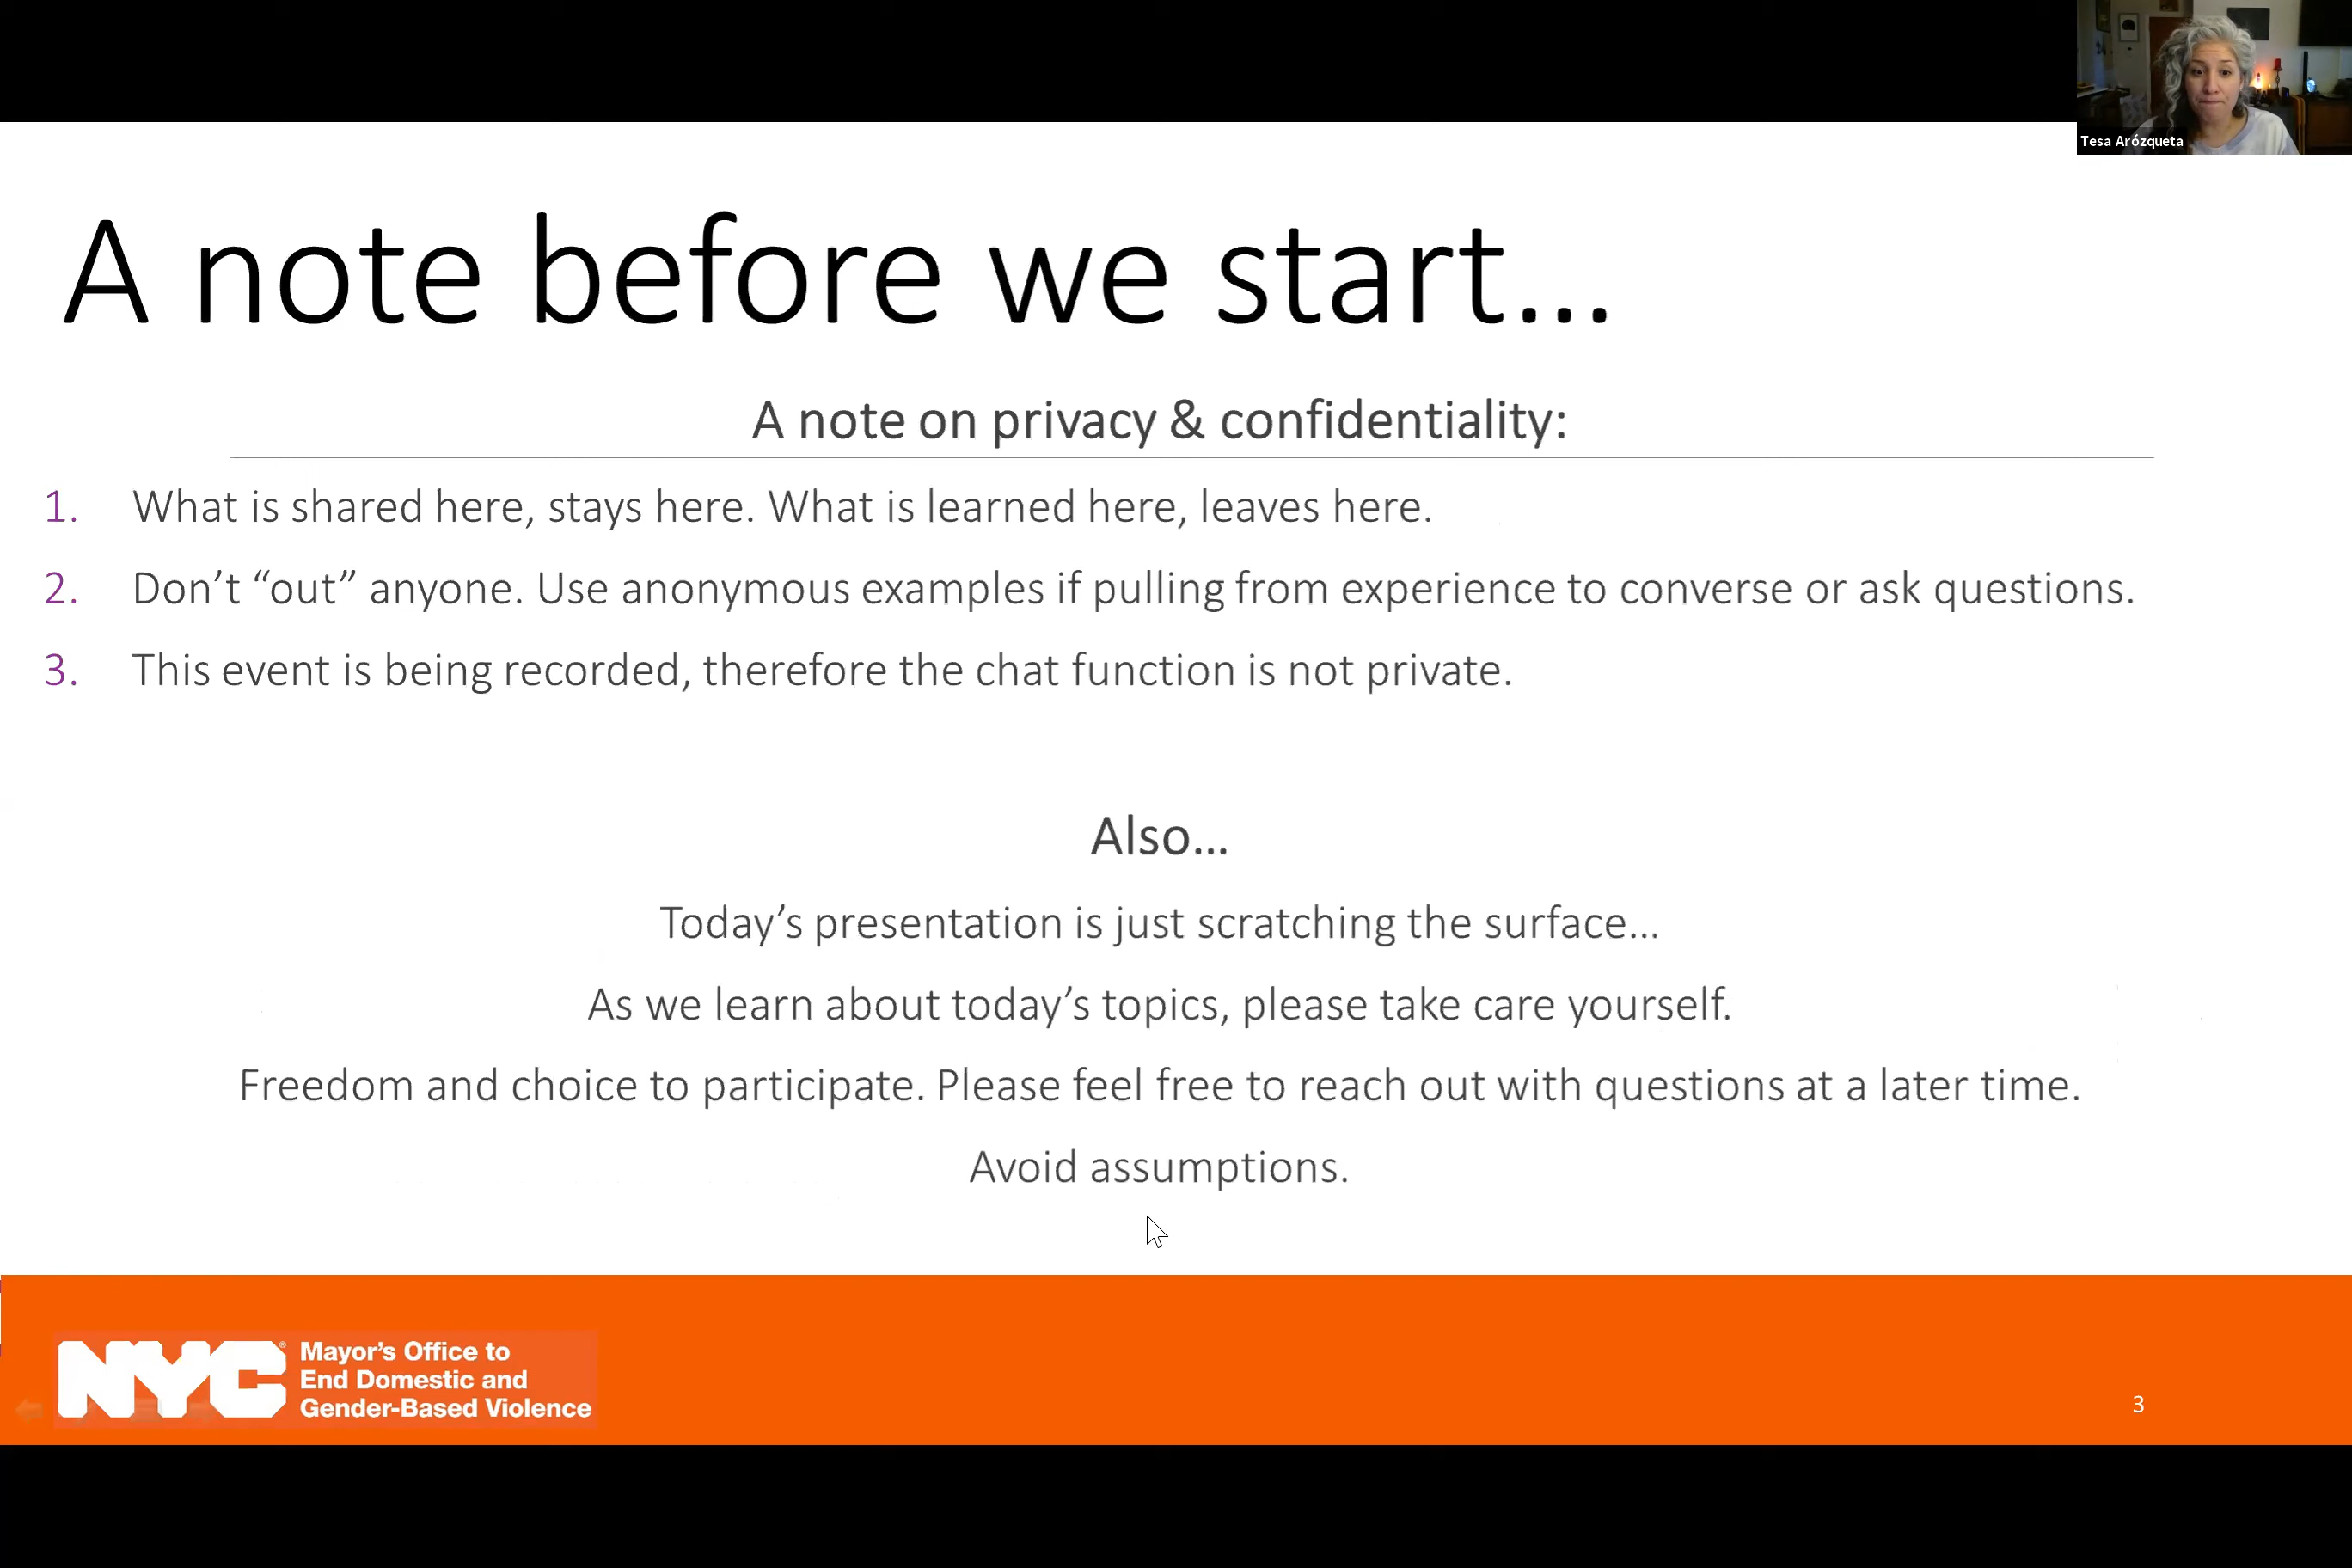 Tesa Arózqueta
A note before we start...
A note on privacy & confidentiality:
1. What is shared here, stays here. What is learned here, leaves here.
2. Don’t “out” anyone. Use anonymous examples if pulling from experience to converse or ask questions.
3. This event is being recorded, therefore the chat function is not private.
Also...
Today’s presentation is just scratching the surface...
As we learn about today’s topics, please take care yourself.
Freedom and choice to participate. Please feel free to reach out with questions at a later time.
Avoid assumptions.
NYC®
Mayor’s Office to
End Domestic and
Gender-Based Violence
3